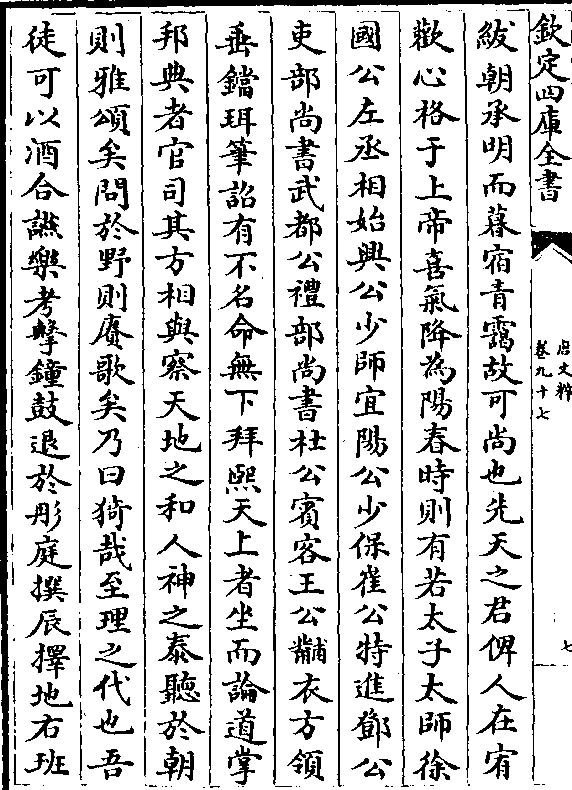 欽定四庫全書
唐文粹
卷九十七
七
紱朝承明而暮宿青靄故可尚也先天之君俾人在宥
歡心格于上帝喜氣降為陽春時則有若太子太師徐
國公左丞相始興公少師宜陽公少保崔公特進鄧公
吏部尚書武都公禮部尚書杜公賓客王公黼衣方領
垂璫珥筆詔有不名命無下拜熙天上者坐而論道掌
邦典者官司其方相與察天地之和人神之泰聽於朝
則雅頌矣問於野則賡歌矣乃曰猗哉至理之代也吾
徒可以酒合讌樂考擊鐘鼓退於彤庭撰辰擇地右班